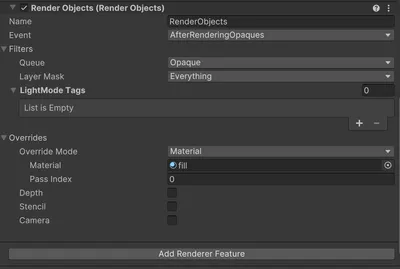 Render Objects (Render Objects)
Name RenderObjects
Event AfterRenderingOpaques
Filters
Queue Opaque
Layer Mask Everything
LightMode Tags 0
List is Empty
+ −
Overrides
Override Mode Material
Material fill
Pass Index 0
Depth
Stencil
Camera
Add Renderer Feature